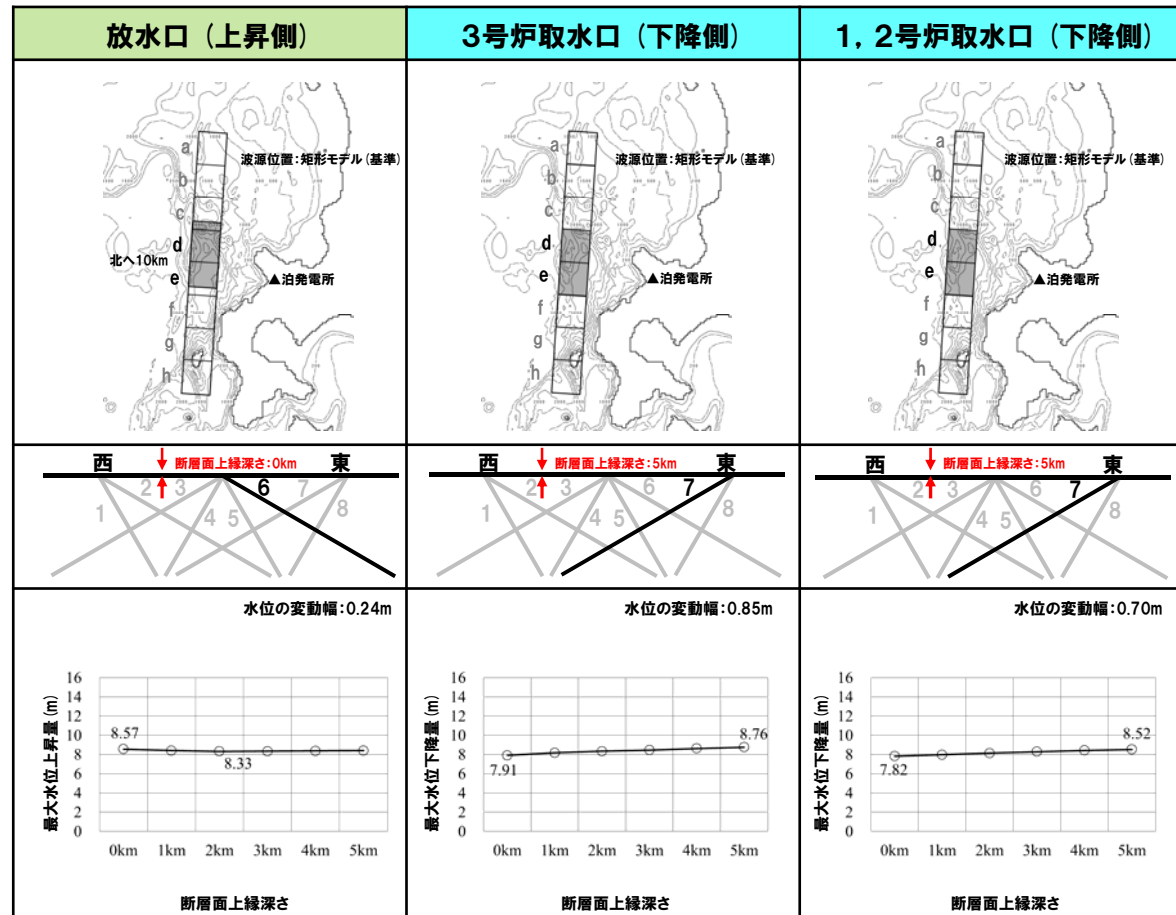 放水口（上昇側）
3号炉取水口（下降側）
1，2号炉取水口（下降側）
a
波源位置：矩形モデル（基準）
b
c
d
北へ10km
e
▲泊発電所
f
g
h
a
波源位置：矩形モデル（基準）
b
c
d
e
▲泊発電所
f
g
h
a
波源位置：矩形モデル（基準）
b
c
d
e
▲泊発電所
f
g
h
西 断層面上縁深さ：0km 東
1 2 3 4 5 6 7 8
西 断層面上縁深さ：5km 東
1 2 3 4 5 6 7 8
西 断層面上縁深さ：5km 東
1 2 3 4 5 6 7 8
水位の変動幅：0.24m
最大水位上昇量（m）
16
14
12
10
8
6
4
2
0
8.57
8.33
0km 1km 2km 3km 4km 5km
断層面上縁深さ
水位の変動幅：0.85m
最大水位下降量（m）
16
14
12
10
8
6
4
2
0
7.91
8.76
0km 1km 2km 3km 4km 5km
断層面上縁深さ
水位の変動幅：0.70m
最大水位下降量（m）
16
14
12
10
8
6
4
2
0
7.82
8.52
0km 1km 2km 3km 4km 5km
断層面上縁深さ